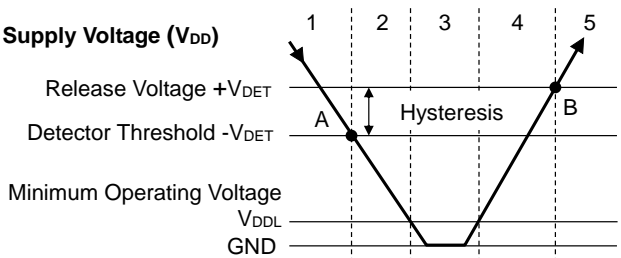 1 2 3 4 5
Supply Voltage (VDD)
Release Voltage +VDET
A Hysteresis B
Detector Threshold -VDET
Minimum Operating Voltage
VDDL
GND